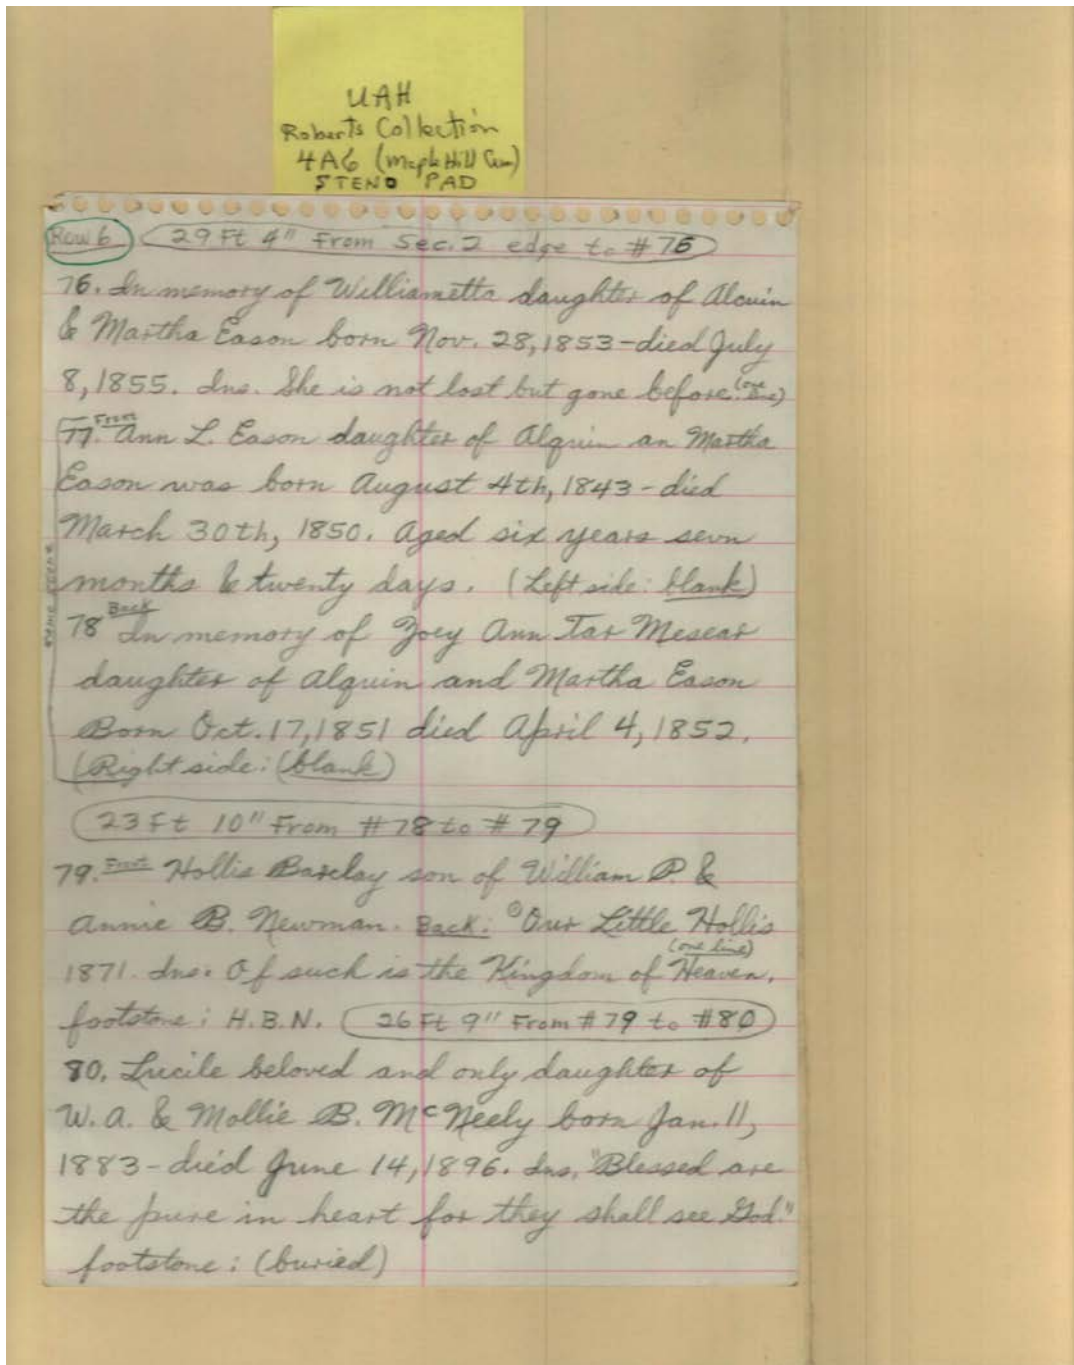 UAH
Roberts Collection
4A6 (Maple Hill Cem)
STENO PAD
Row 6 29 Ft 4" From Sec. 2 edge to #76
76. In memory of Williametta daughter of Alcuin
& Martha Eason born Nov. 28, 1853 - died July
8, 1855. Ins. She is not lost but gone before. (one line)
77. Front Ann L. Eason daughter of Alquin an Martha
Eason was born August 4th, 1843 - died
March 30th, 1850. Aged six years sevn
months & twenty days. (Left side: blank)
same stone
78 Back In memory of Zoey Ann Tar Mesear
daughter of Alquin and Martha Eason
Born Oct. 17, 1851 died April 4, 1852.
(Right side: (blank)
23 Ft 10" From #78 to #79
79. Front Hollis Barclay son of William P. &
Annie B. Newman. Back: "Our Little Hollis
(one line)
1871. Ins. Of such is the Kingdom of Heaven.
footstone: H.B.N. 26 Ft 9" From #79 to #80
80. Lucile beloved and only daughter of
W. A. & Mollie B. McNeely born Jan. 11,
1883 - died June 14, 1896. Ins. "Blessed are
the pure in heart for they shall see God."
footstone: (buried)